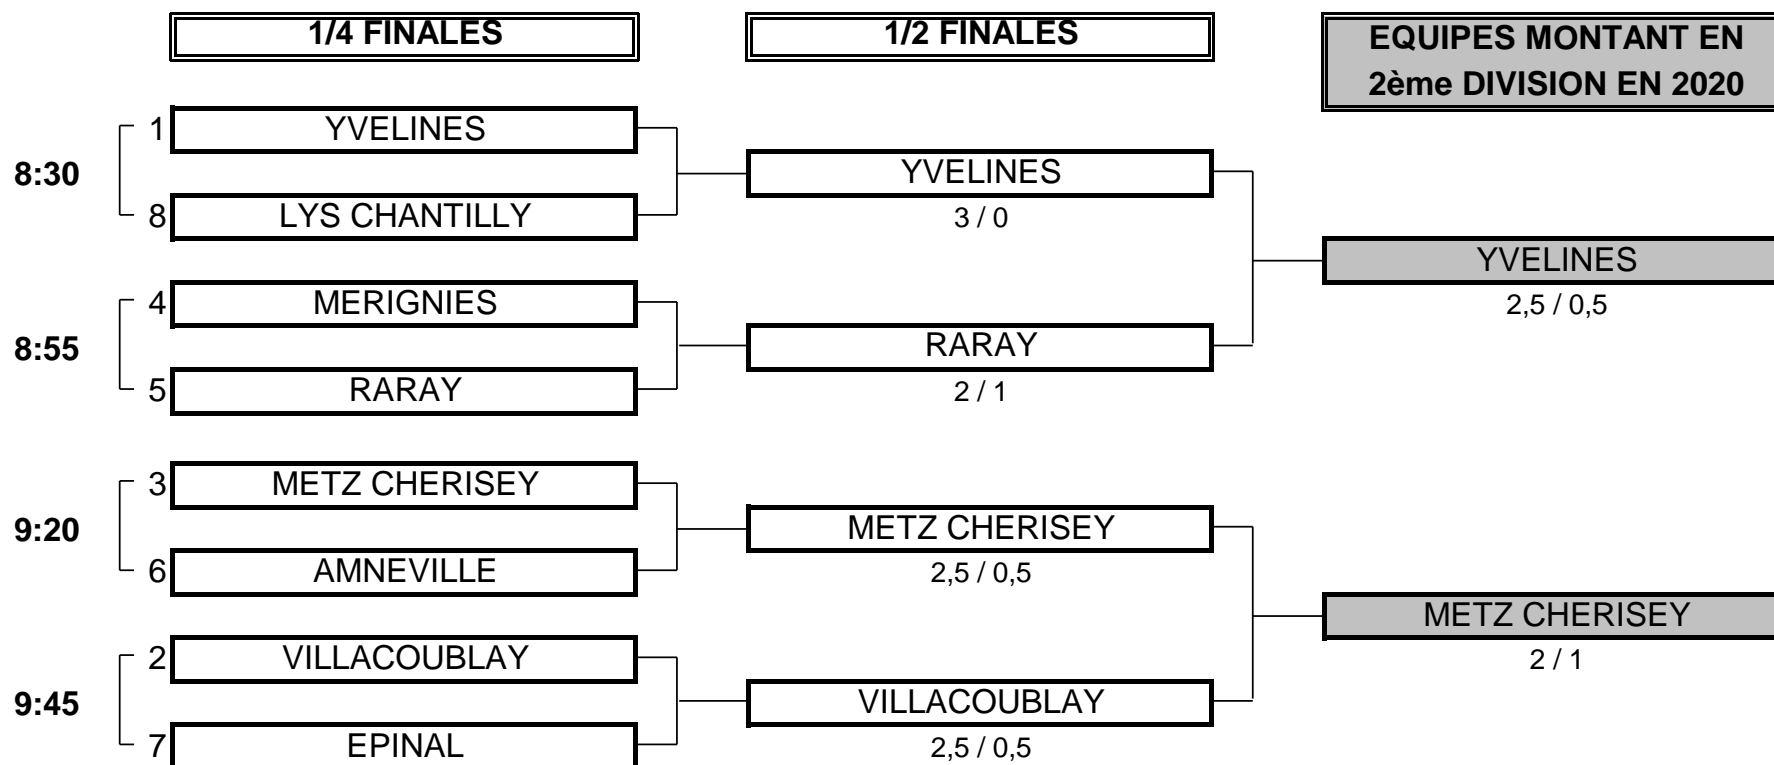 1/4 FINALES
1/2 FINALES
EQUIPES MONTANT EN
2ème DIVISION EN 2020
1 YVELINES
8:30
YVELINES
8 LYS CHANTILLY
3 / 0
YVELINES
4 MERIGNIES
2,5 / 0,5
8:55
RARAY
5 RARAY
2 / 1
3 METZ CHERISEY
9:20
METZ CHERISEY
6 AMNEVILLE
2,5 / 0,5
METZ CHERISEY
2 VILLACOUBLAY
2 / 1
9:45
VILLACOUBLAY
7 EPINAL
2,5 / 0,5